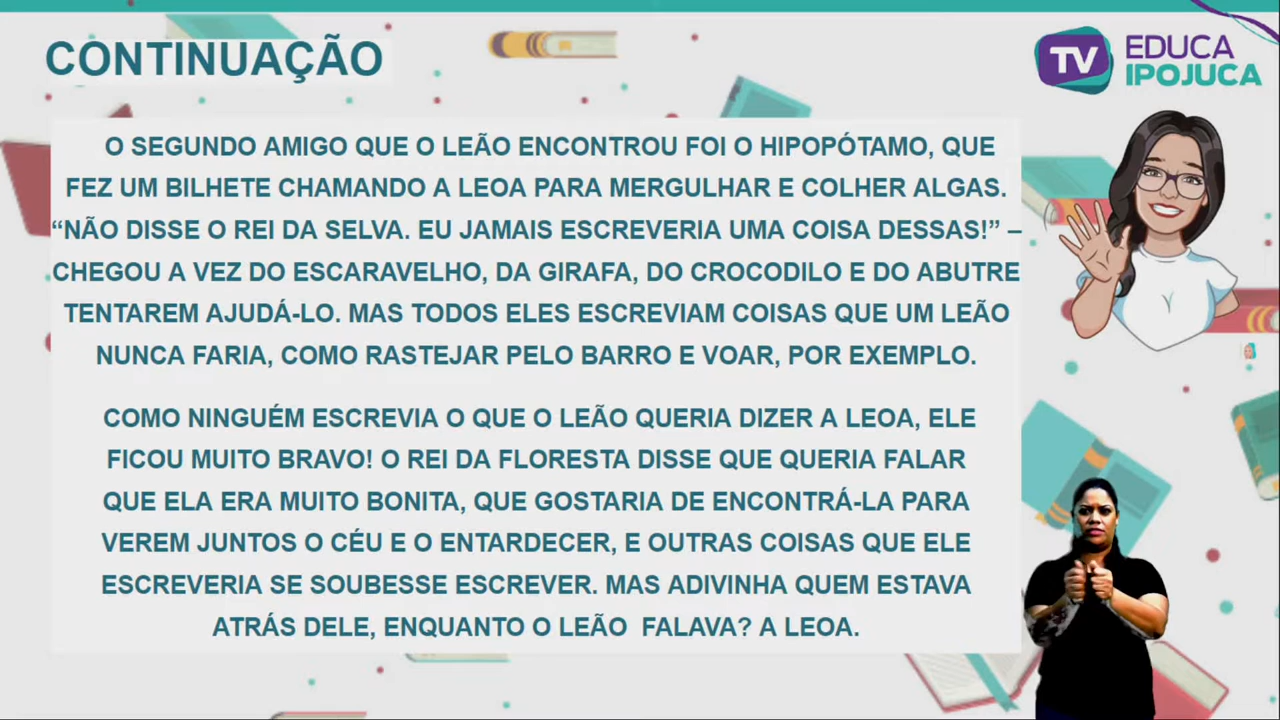 CONTINUAÇÃO
TV EDUCA
IPOJUCA
O SEGUNDO AMIGO QUE O LEÃO ENCONTROU FOI O HIPOPÓTAMO, QUE
FEZ UM BILHETE CHAMANDO A LEOA PARA MERGULHAR E COLHER ALGAS.
“NÃO DISSE O REI DA SELVA. EU JAMAIS ESCREVERIA UMA COISA DESSAS!” –
CHEGOU A VEZ DO ESCARAVELHO, DA GIRAFA, DO CROCODILO E DO ABUTRE
TENTAREM AJUDÁ-LO. MAS TODOS ELES ESCREVIAM COISAS QUE UM LEÃO
NUNCA FARIA, COMO RASTEJAR PELO BARRO E VOAR, POR EXEMPLO.
COMO NINGUÉM ESCREVIA O QUE O LEÃO QUERIA DIZER A LEOA, ELE
FICOU MUITO BRAVO! O REI DA FLORESTA DISSE QUE QUERIA FALAR
QUE ELA ERA MUITO BONITA, QUE GOSTARIA DE ENCONTRÁ-LA PARA
VEREM JUNTOS O CÉU E O ENTARDECER, E OUTRAS COISAS QUE ELE
ESCREVERIA SE SOUBESSE ESCREVER. MAS ADIVINHA QUEM ESTAVA
ATRÁS DELE, ENQUANTO O LEÃO FALAVA? A LEOA.